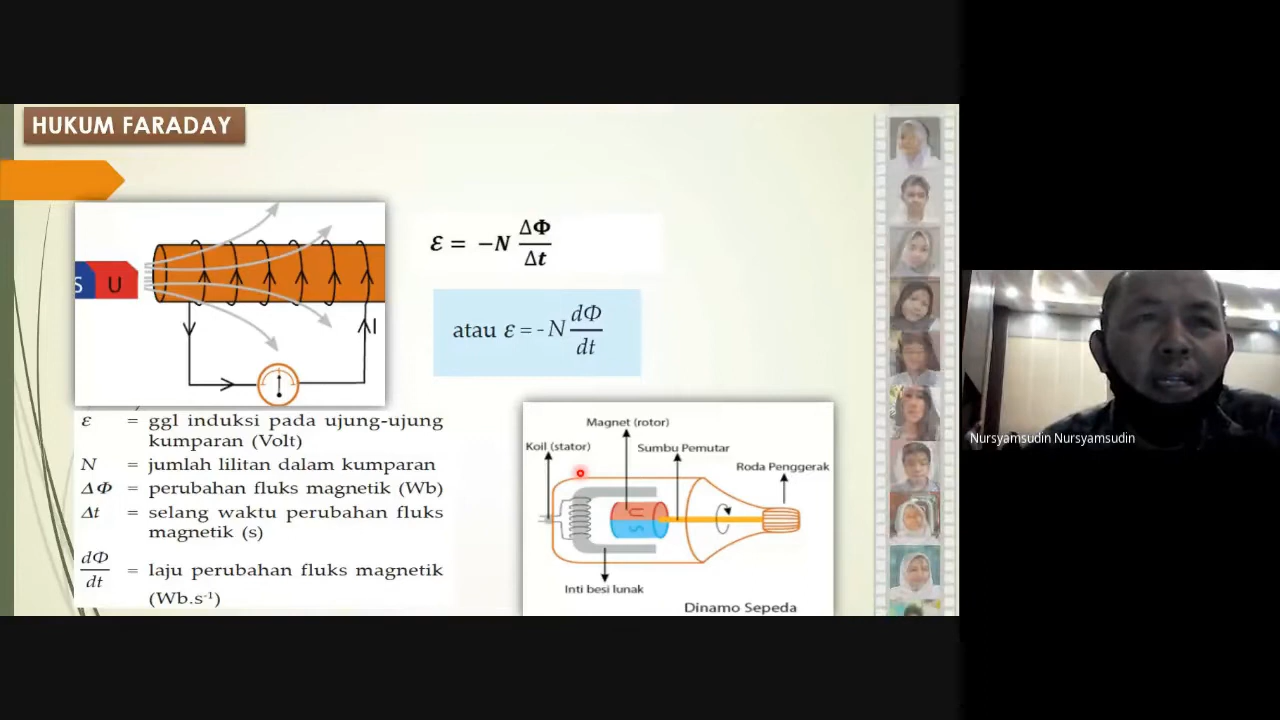 HUKUM FARADAY
S U
I
ε = −N ΔΦ/Δt
atau ε = - N dΦ/dt
ε = ggl induksi pada ujung-ujung
kumparan (Volt)
N = jumlah lilitan dalam kumparan
ΔΦ = perubahan fluks magnetik (Wb)
Δt = selang waktu perubahan fluks
magnetik (s)
dΦ/dt = laju perubahan fluks magnetik
(Wb.s⁻¹)
Magnet (rotor)
Koil (stator)
Sumbu Pemutar
Roda Penggerak
U
S
Inti besi lunak
Dinamo Sepeda
Nursyamsudin Nursyamsudin